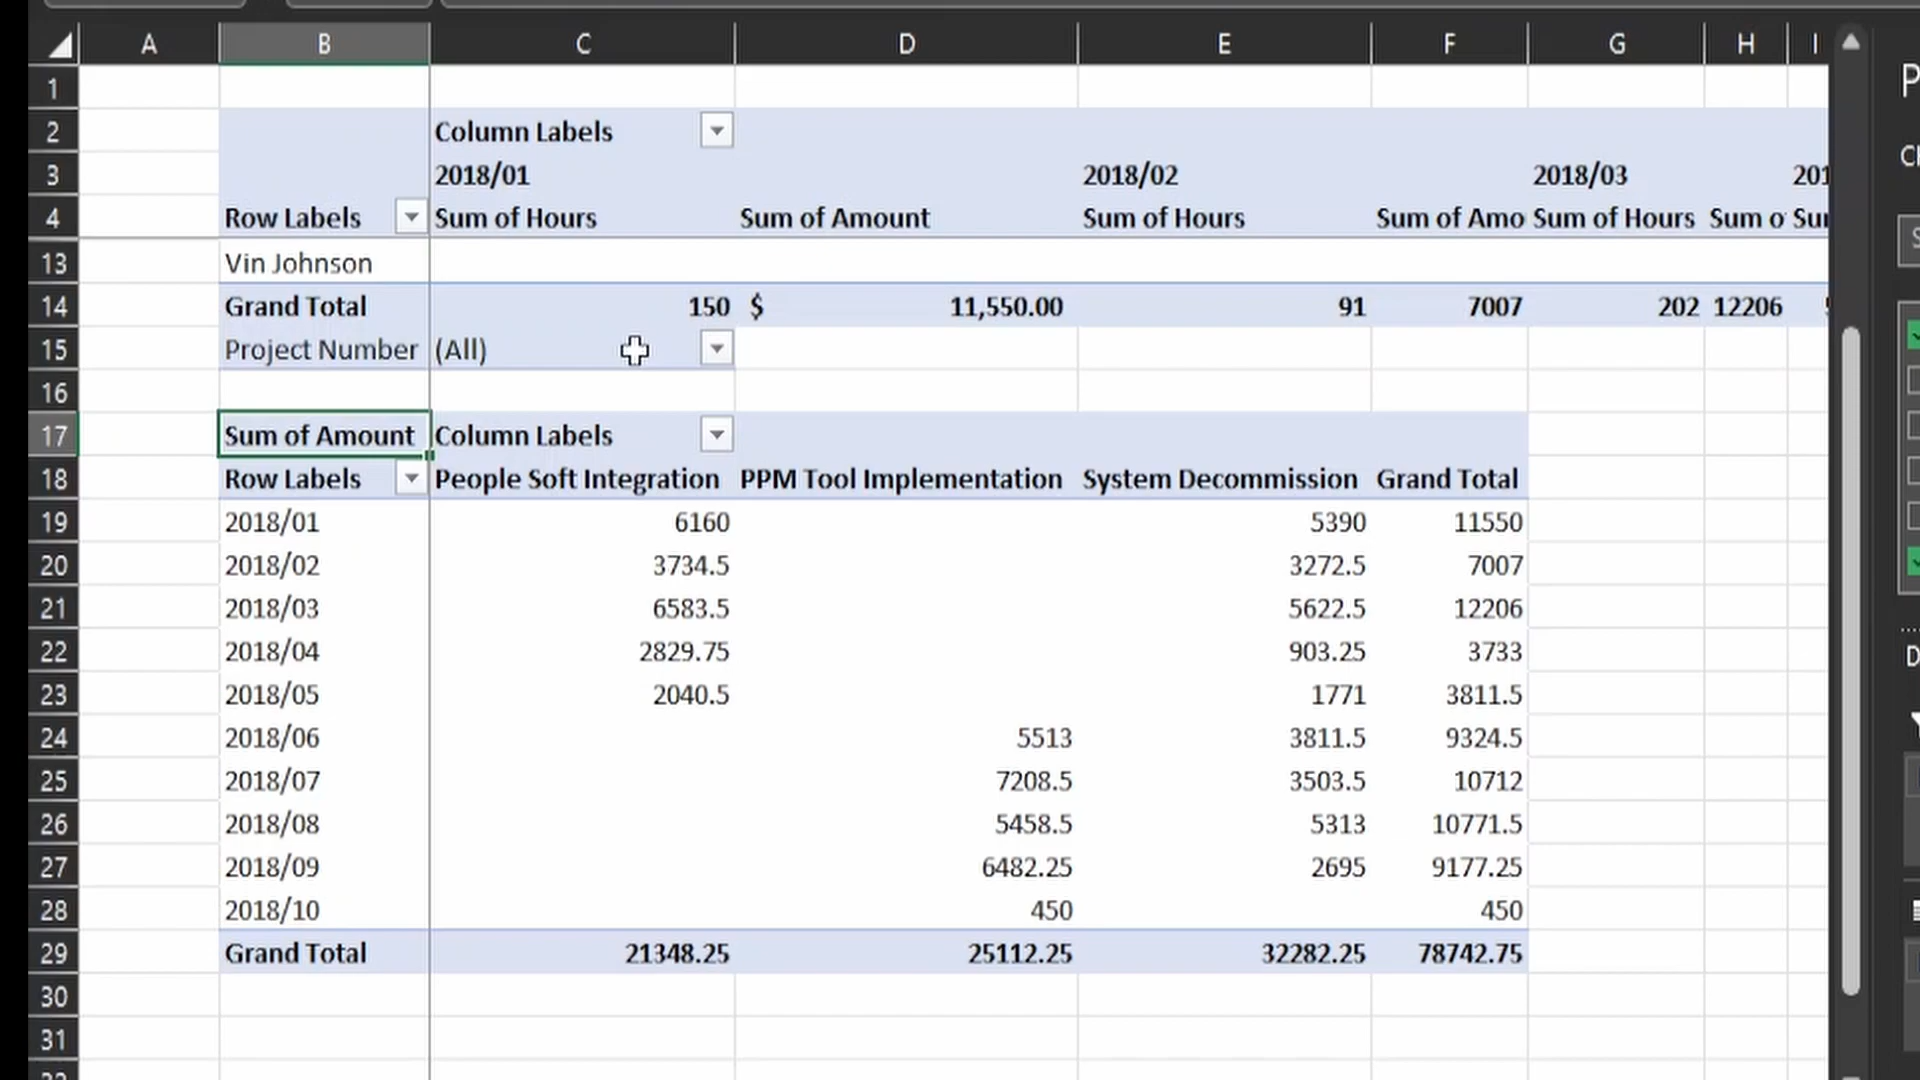 A B C D E F G H I
1
2 Column Labels
3 2018/01 2018/02 2018/03
4 Row Labels Sum of Hours Sum of Amount Sum of Hours Sum of Amo Sum of Hours Sum o
13 Vin Johnson
14 Grand Total 150 $ 11,550.00 91 7007 202 12206
15 Project Number (All)
16
17 Sum of Amount Column Labels
18 Row Labels People Soft Integration PPM Tool Implementation System Decommission Grand Total
19 2018/01 6160 5390 11550
20 2018/02 3734.5 3272.5 7007
21 2018/03 6583.5 5622.5 12206
22 2018/04 2829.75 903.25 3733
23 2018/05 2040.5 1771 3811.5
24 2018/06 5513 3811.5 9324.5
25 2018/07 7208.5 3503.5 10712
26 2018/08 5458.5 5313 10771.5
27 2018/09 6482.25 2695 9177.25
28 2018/10 450 450
29 Grand Total 21348.25 25112.25 32282.25 78742.75
30
31